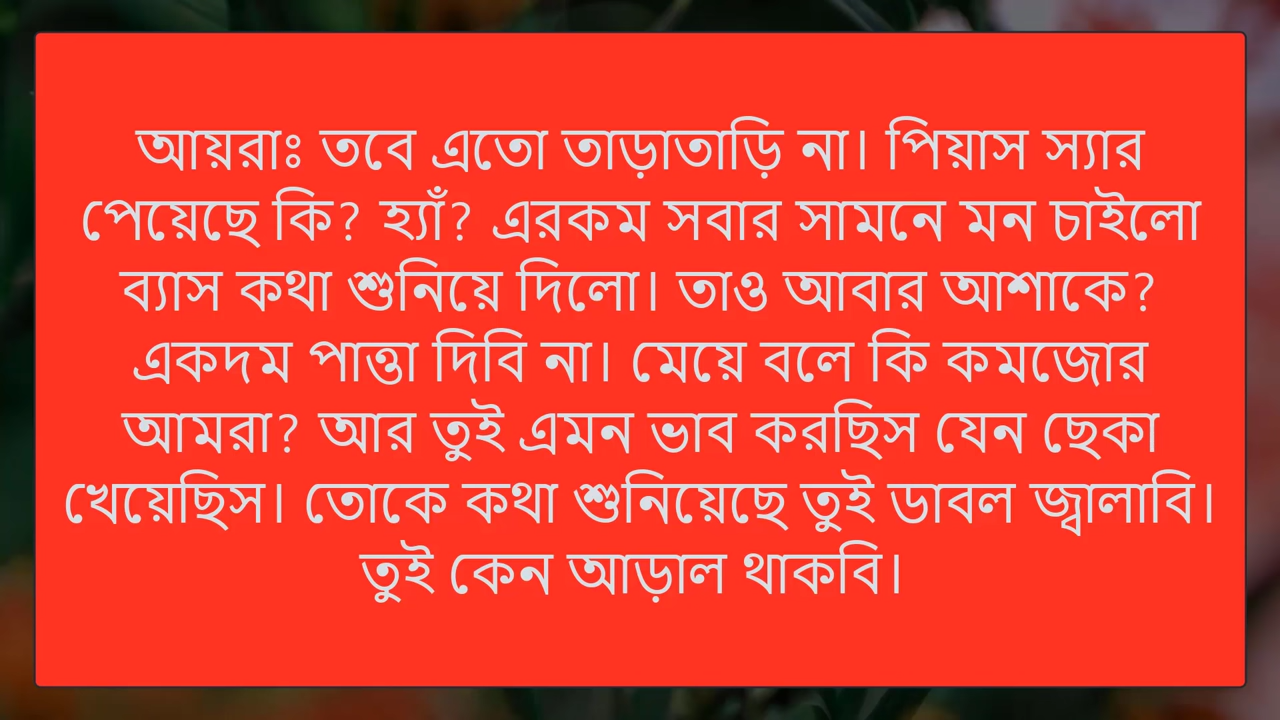 আয়রাঃ তবে এতো তাড়াতাড়ি না। পিয়াস স্যার
পেয়েছে কি? হ্যাঁ? এরকম সবার সামনে মন চাইলো
ব্যাস কথা শুনিয়ে দিলো। তাও আবার আশাকে?
একদম পাত্তা দিবি না। মেয়ে বলে কি কমজোর
আমরা? আর তুই এমন ভাব করছিস যেন ছেকা
খেয়েছিস। তোকে কথা শুনিয়েছে তুই ডাবল জ্বালাবি।
তুই কেন আড়াল থাকবি।